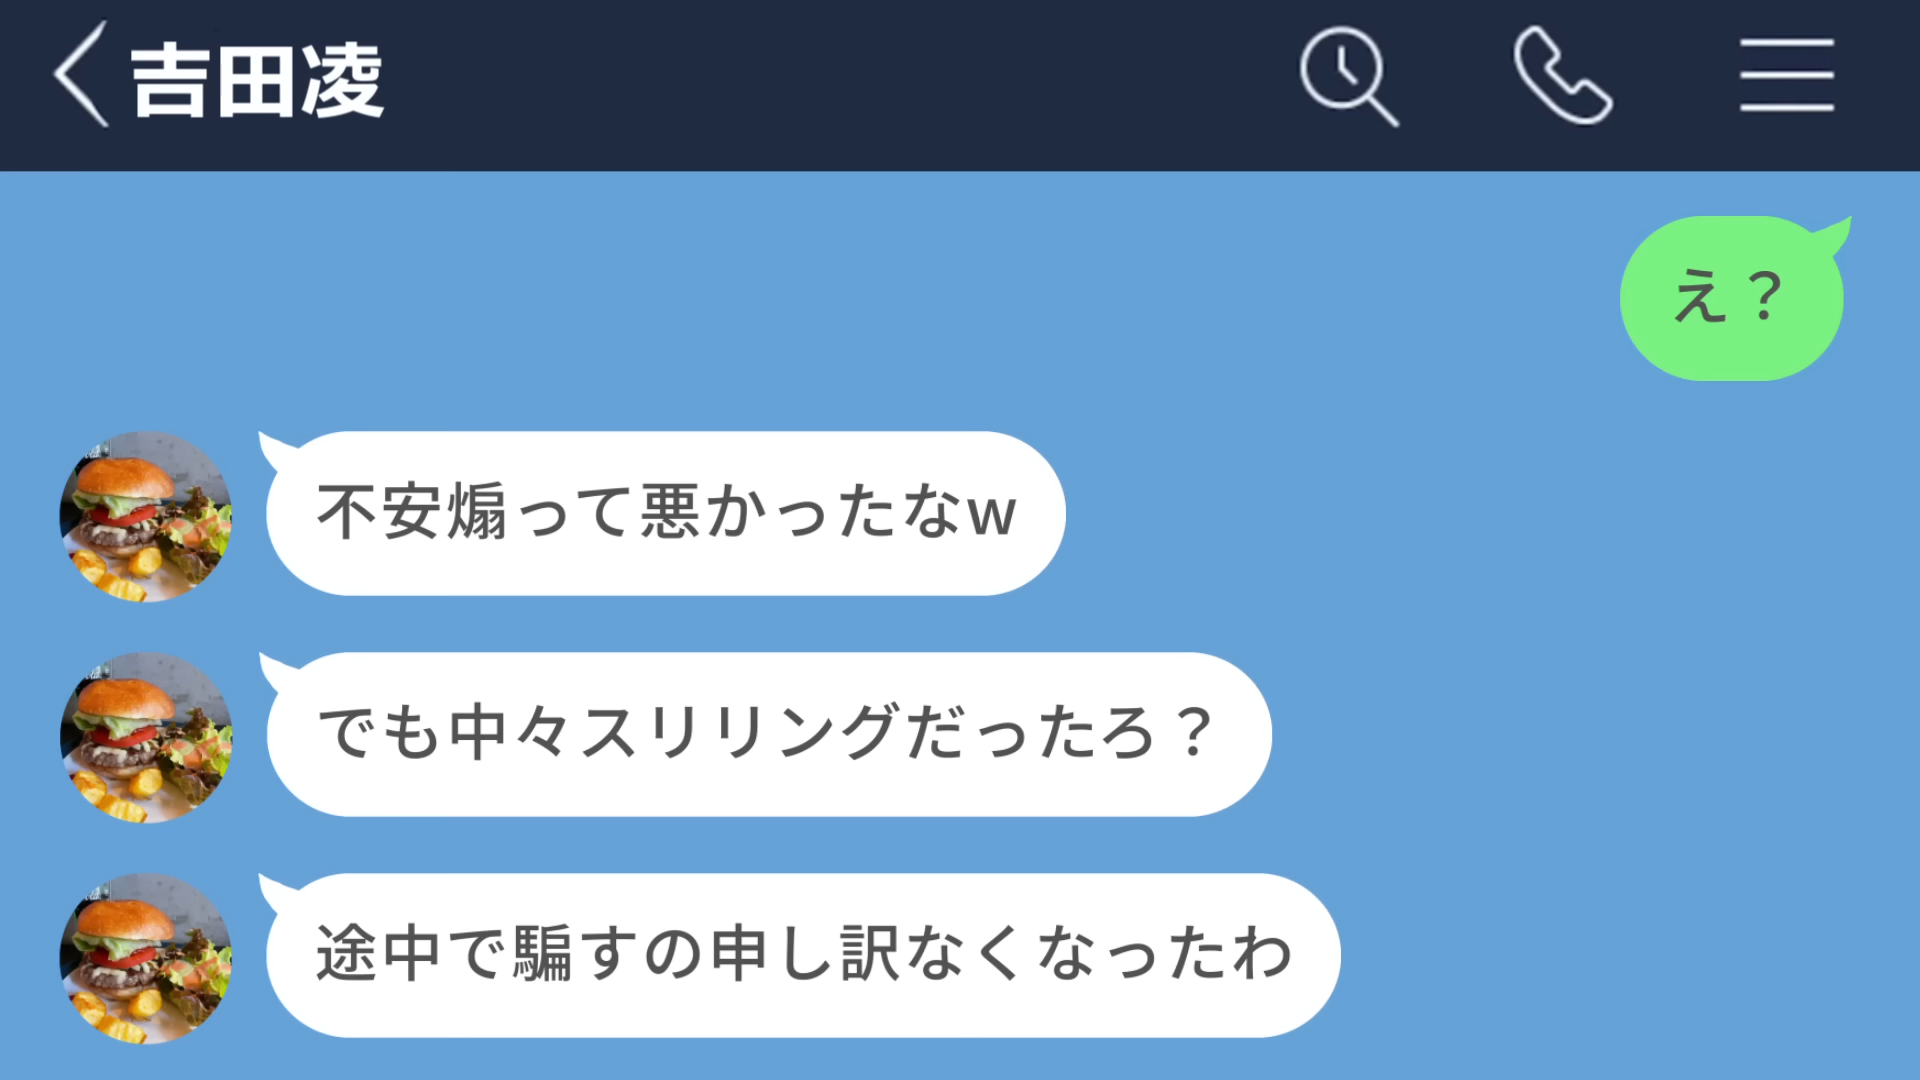 吉田凌
え？
不安煽って悪かったなw
でも中々スリリングだったろ？
途中で騙すの申し訳なくなったわ